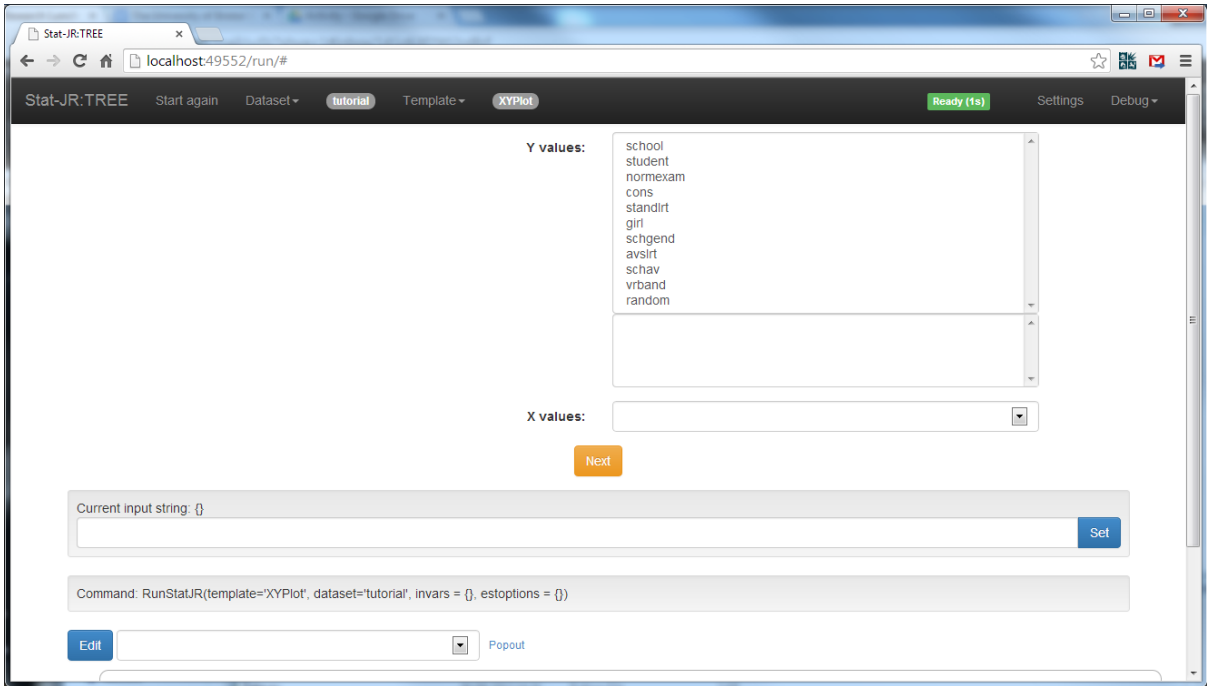 Stat-JR:TREE
localhost:49552/run/#
Stat-JR:TREE Start again Dataset tutorial Template XYPlot Ready (1s) Settings Debug
Y values:
school
student
normexam
cons
standlrt
girl
schgend
avslrt
schav
vrband
random
X values:
Next
Current input string: {}
Set
Command: RunStatJR(template='XYPlot', dataset='tutorial', invars = {}, estoptions = {})
Edit Popout